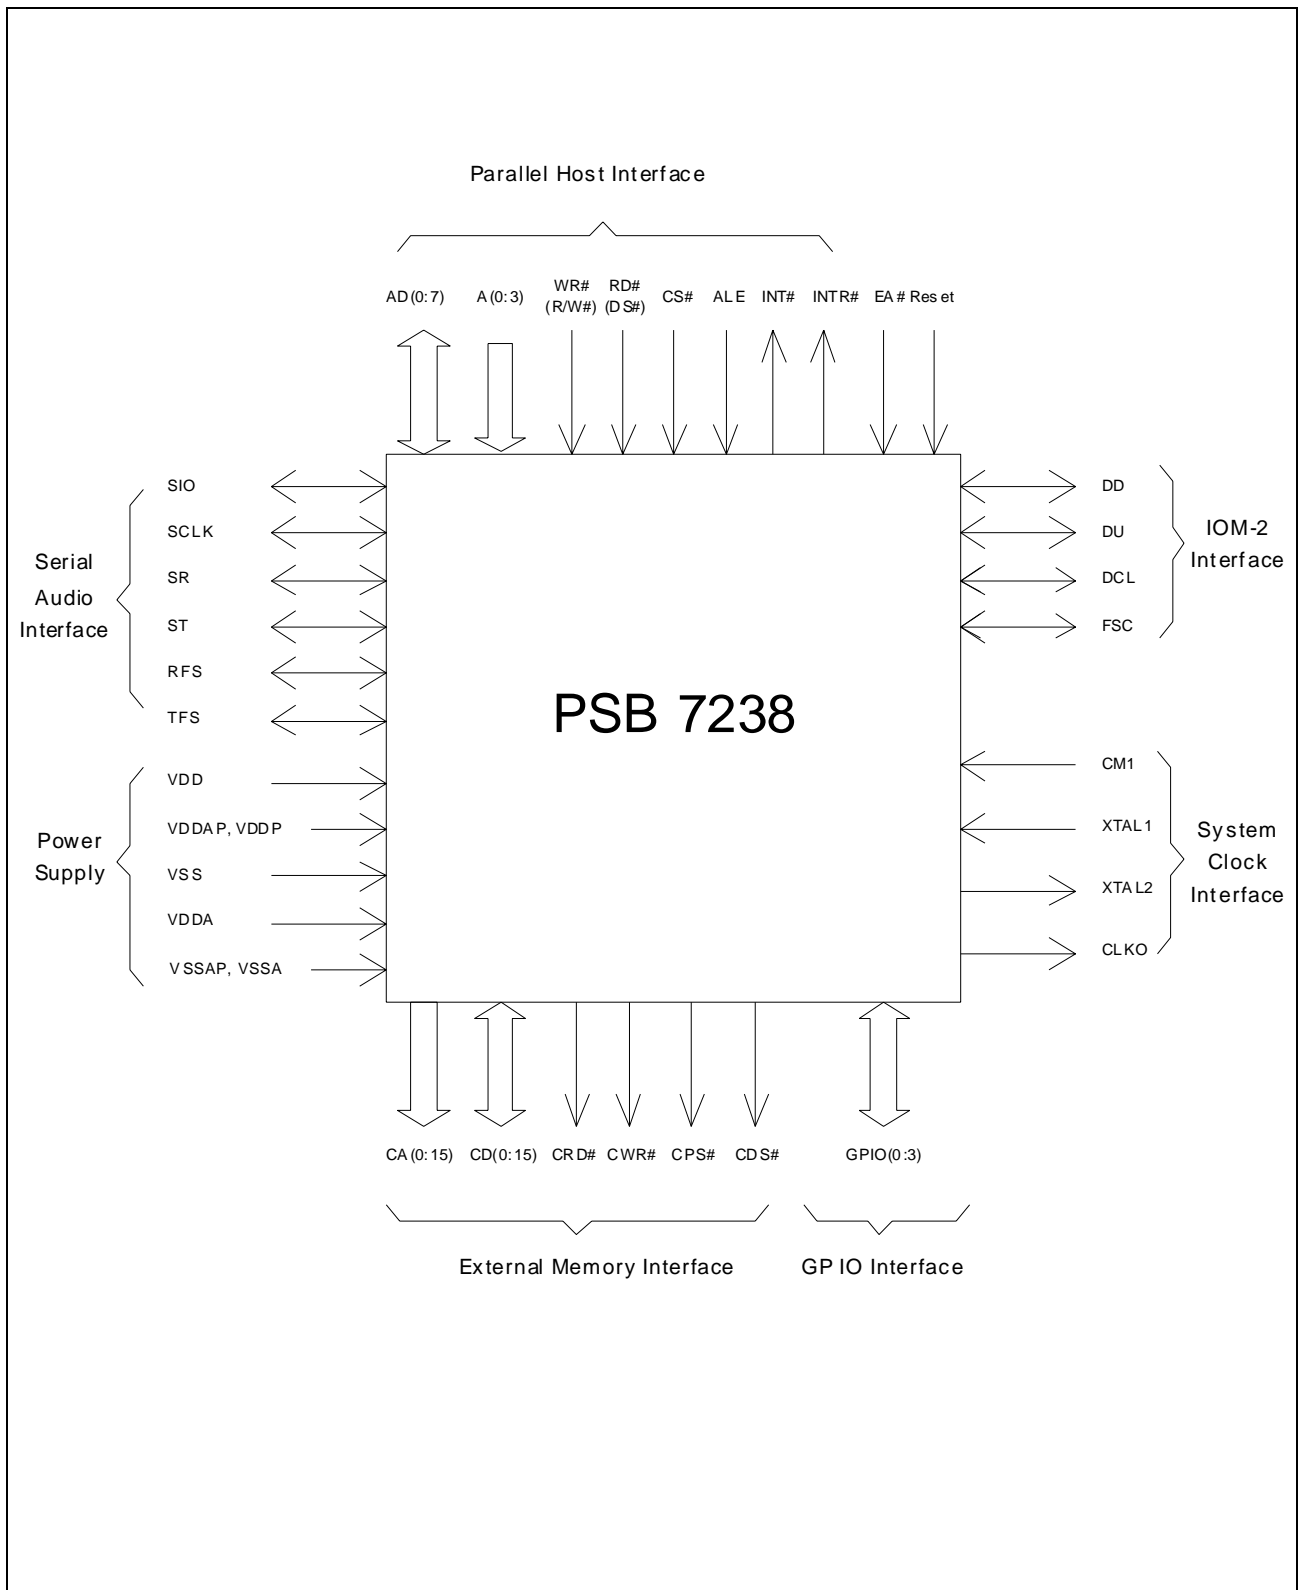 Parallel Host Interface
AD(0:7) A(0:3) WR# (R/W#) RD# (DS#) CS# ALE INT# INTR# EA# Reset
SIO
SCLK
SR
ST
RFS
TFS
Serial
Audio
Interface
VDD
VDDAP, VDDP
VSS
VDDA
VSSAP, VSSA
Power
Supply
PSB 7238
DD
DU
DCL
FSC
IOM-2
Interface
CM1
XTAL1
XTAL2
CLKO
System
Clock
Interface
CA(0:15) CD(0:15) CRD# CWR# CPS# CDS# GPIO(0:3)
External Memory Interface GPIO Interface